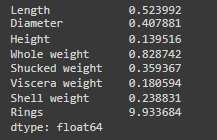 Length 0.523992
Diameter 0.407881
Height 0.139516
Whole weight 0.828742
Shucked weight 0.359367
Viscera weight 0.180594
Shell weight 0.238831
Rings 9.933684
dtype: float64